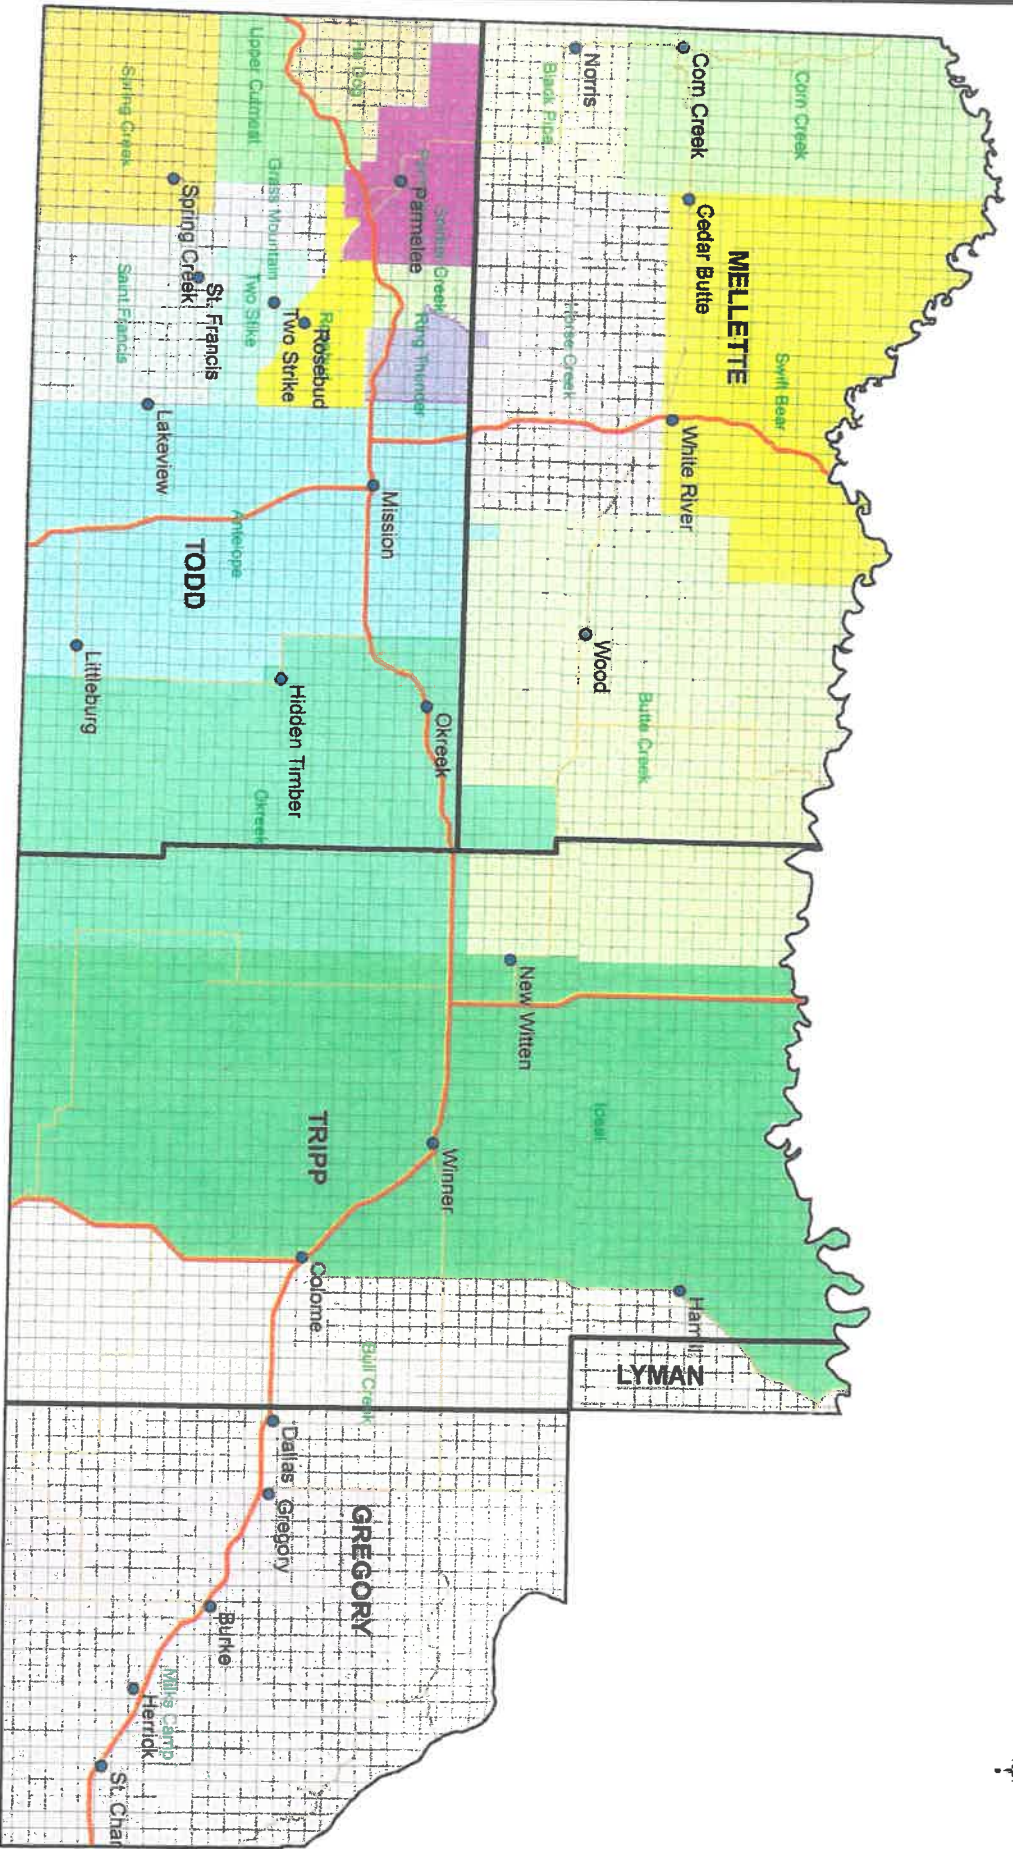 Corn Creek
Corn Creek
Norris
Black Pipe
Cedar Butte
MELLETTE
Swift Bear
Horse Creek
White River
Wood
Butte Creek
He Dog
Upper Cutmeat
Spring Creek
Spring Creek
Parmelee
Grass Mountain
Two Strike
Two Strike
Rosebud
Ring Thunder
St. Francis
Saint Francis
Lakeview
Mission
Antelope
TODD
Littleburg
Hidden Timber
Okreek
Okreek
New Witten
Ideal
TRIPP
Winner
Colome
Hamill
LYMAN
Bull Creek
Dallas
Gregory
GREGORY
Burke
Milks Camp
Herrick
St. Char